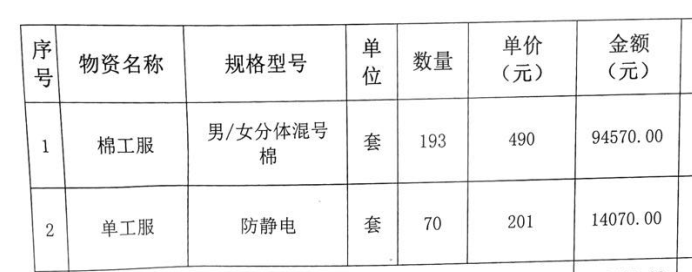 序号 物资名称 规格型号 单位 数量 单价（元） 金额（元）
1 棉工服 男/女分体混号棉 套 193 490 94570.00
2 单工服 防静电 套 70 201 14070.00